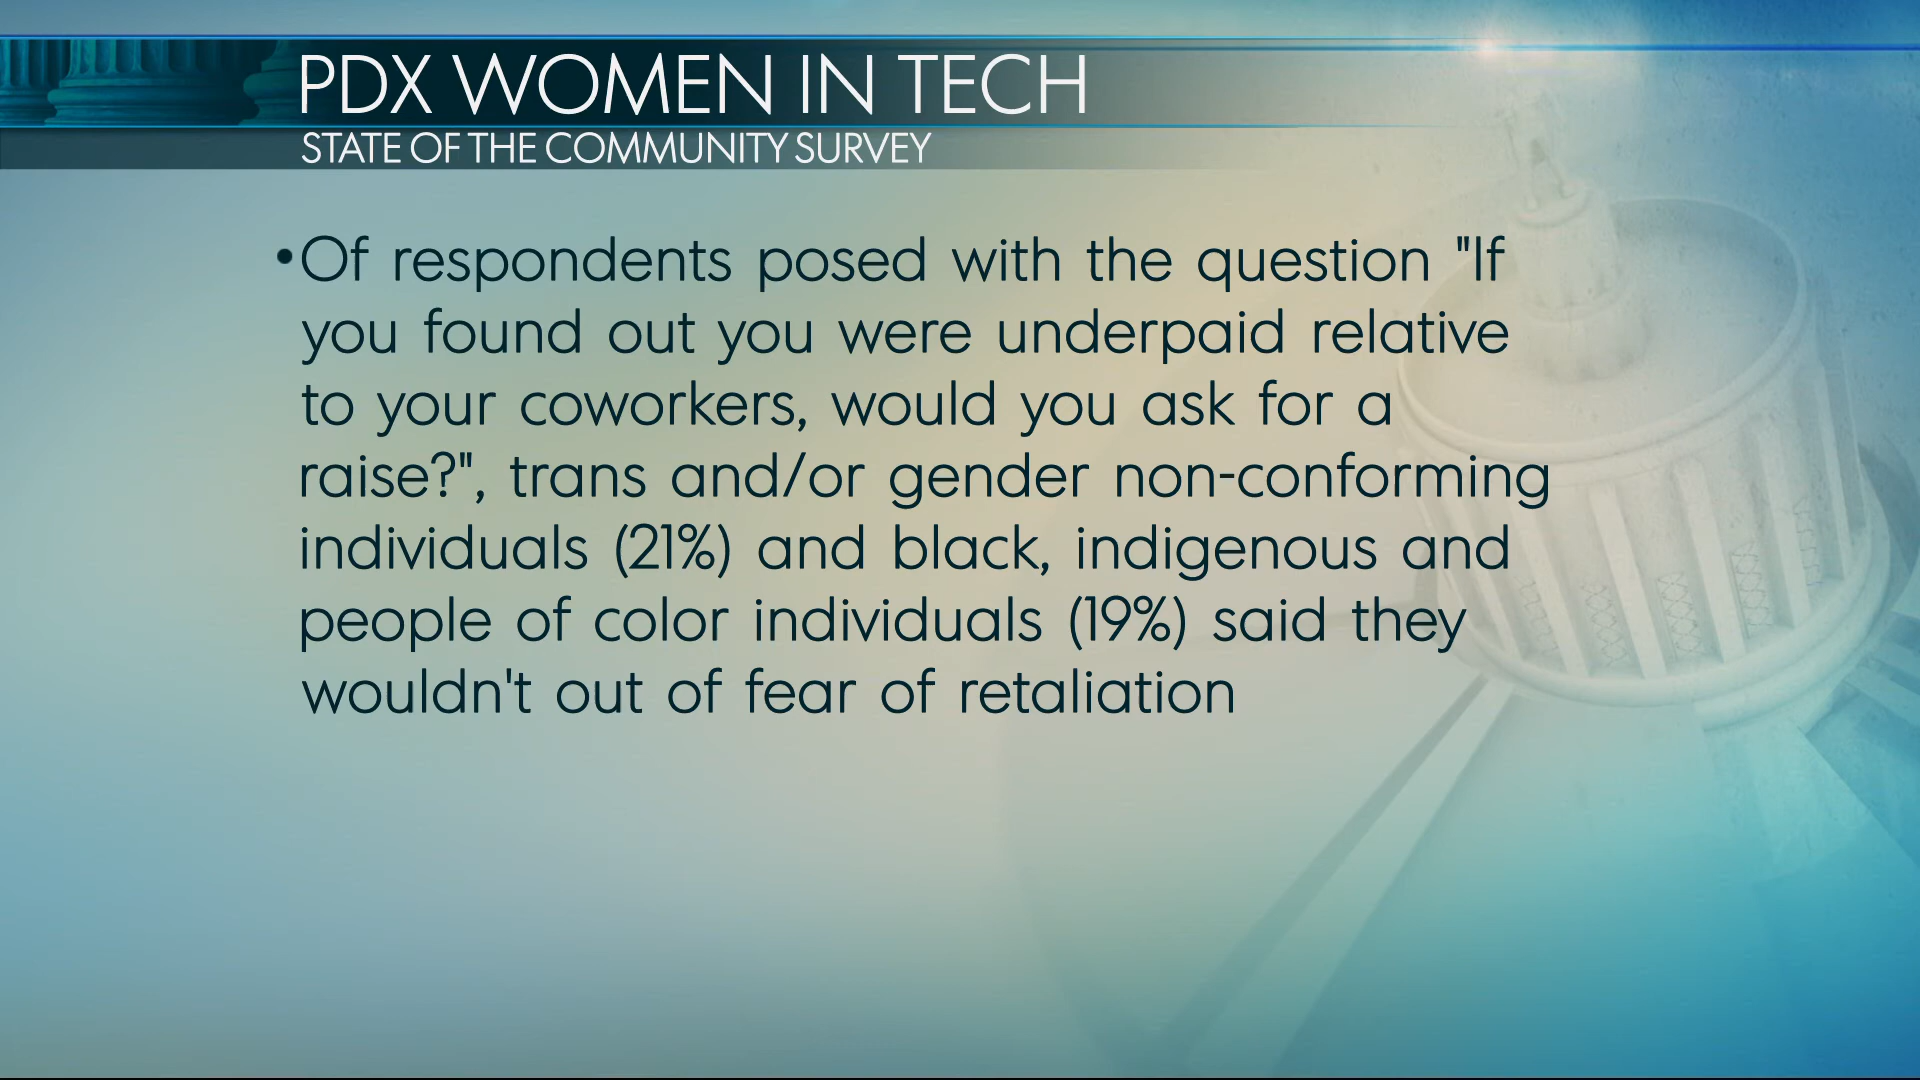 PDX WOMEN IN TECH
STATE OF THE COMMUNITY SURVEY
•Of respondents posed with the question "If
you found out you were underpaid relative
to your coworkers, would you ask for a
raise?", trans and/or gender non-conforming
individuals (21%) and black, indigenous and
people of color individuals (19%) said they
wouldn't out of fear of retaliation